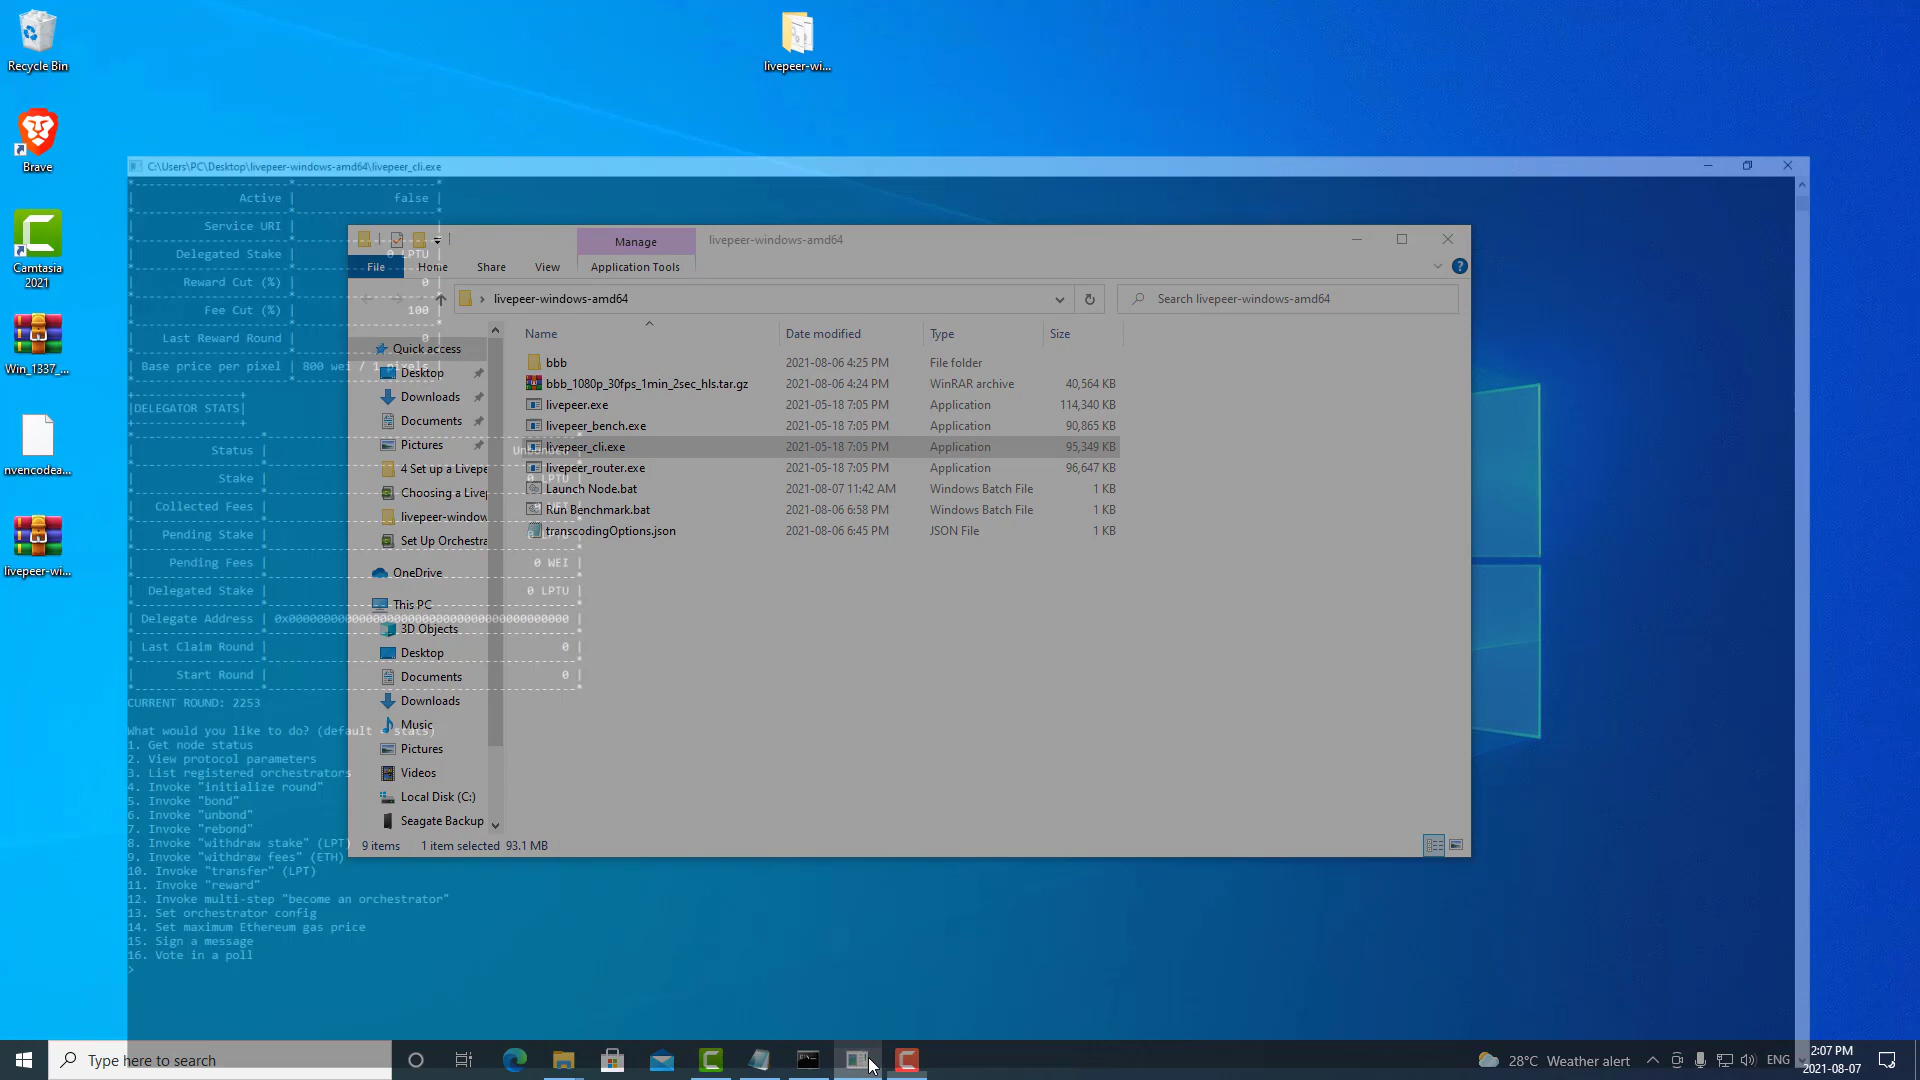 Recycle Bin
livepeer-wi...
Brave
C:\Users\PC\Desktop\livepeer-windows-amd64\livepeer_cli.exe
Active | false |
Service URI |
Delegated Stake | 0 LPTU |
Reward Cut (%) | 0 |
Fee Cut (%) | 100 |
Last Reward Round | 0 |
Base price per pixel | 800 wei / 1 pixels |
|DELEGATOR STATS|
Status |
Stake |
Collected Fees |
Pending Stake |
Pending Fees | 0 WEI |
Delegated Stake | 0 LPTU |
Delegate Address | 0x0000000000000000000000000000000000000000 |
Last Claim Round | 0 |
Start Round | 0 |
CURRENT ROUND: 2253
What would you like to do? (default = stats)
1. Get node status
2. View protocol parameters
3. List registered orchestrators
4. Invoke "initialize round"
5. Invoke "bond"
6. Invoke "unbond"
7. Invoke "rebond"
8. Invoke "withdraw stake" (LPT)
9. Invoke "withdraw fees" (ETH)
10. Invoke "transfer" (LPT)
11. Invoke "reward"
12. Invoke multi-step "become an orchestrator"
13. Set orchestrator config
14. Set maximum Ethereum gas price
15. Sign a message
16. Vote in a poll
>
Manage
livepeer-windows-amd64
File
Home
Share
View
Application Tools
livepeer-windows-amd64
Search livepeer-windows-amd64
Name
Date modified
Type
Size
bbb 2021-08-06 4:25 PM File folder
bbb_1080p_30fps_1min_2sec_hls.tar.gz 2021-08-06 4:24 PM WinRAR archive 40,564 KB
livepeer.exe 2021-05-18 7:05 PM Application 114,340 KB
livepeer_bench.exe 2021-05-18 7:05 PM Application 90,865 KB
livepeer_cli.exe 2021-05-18 7:05 PM Application 95,349 KB
livepeer_router.exe 2021-05-18 7:05 PM Application 96,647 KB
Launch Node.bat 2021-08-07 11:42 AM Windows Batch File 1 KB
Run Benchmark.bat 2021-08-06 6:58 PM Windows Batch File 1 KB
transcodingOptions.json 2021-08-06 6:45 PM JSON File 1 KB
Quick access
Desktop
Downloads
Documents
Pictures
4 Set up a Livepe
Choosing a Livep
livepeer-window
Set Up Orchestra
OneDrive
This PC
3D Objects
Desktop
Documents
Downloads
Music
Pictures
Videos
Local Disk (C:)
Seagate Backup
9 items
1 item selected 93.1 MB
Camtasia
2021
Win_1337_...
nvencodea...
livepeer-wi...
Type here to search
28°C Weather alert
ENG
2:07 PM
2021-08-07